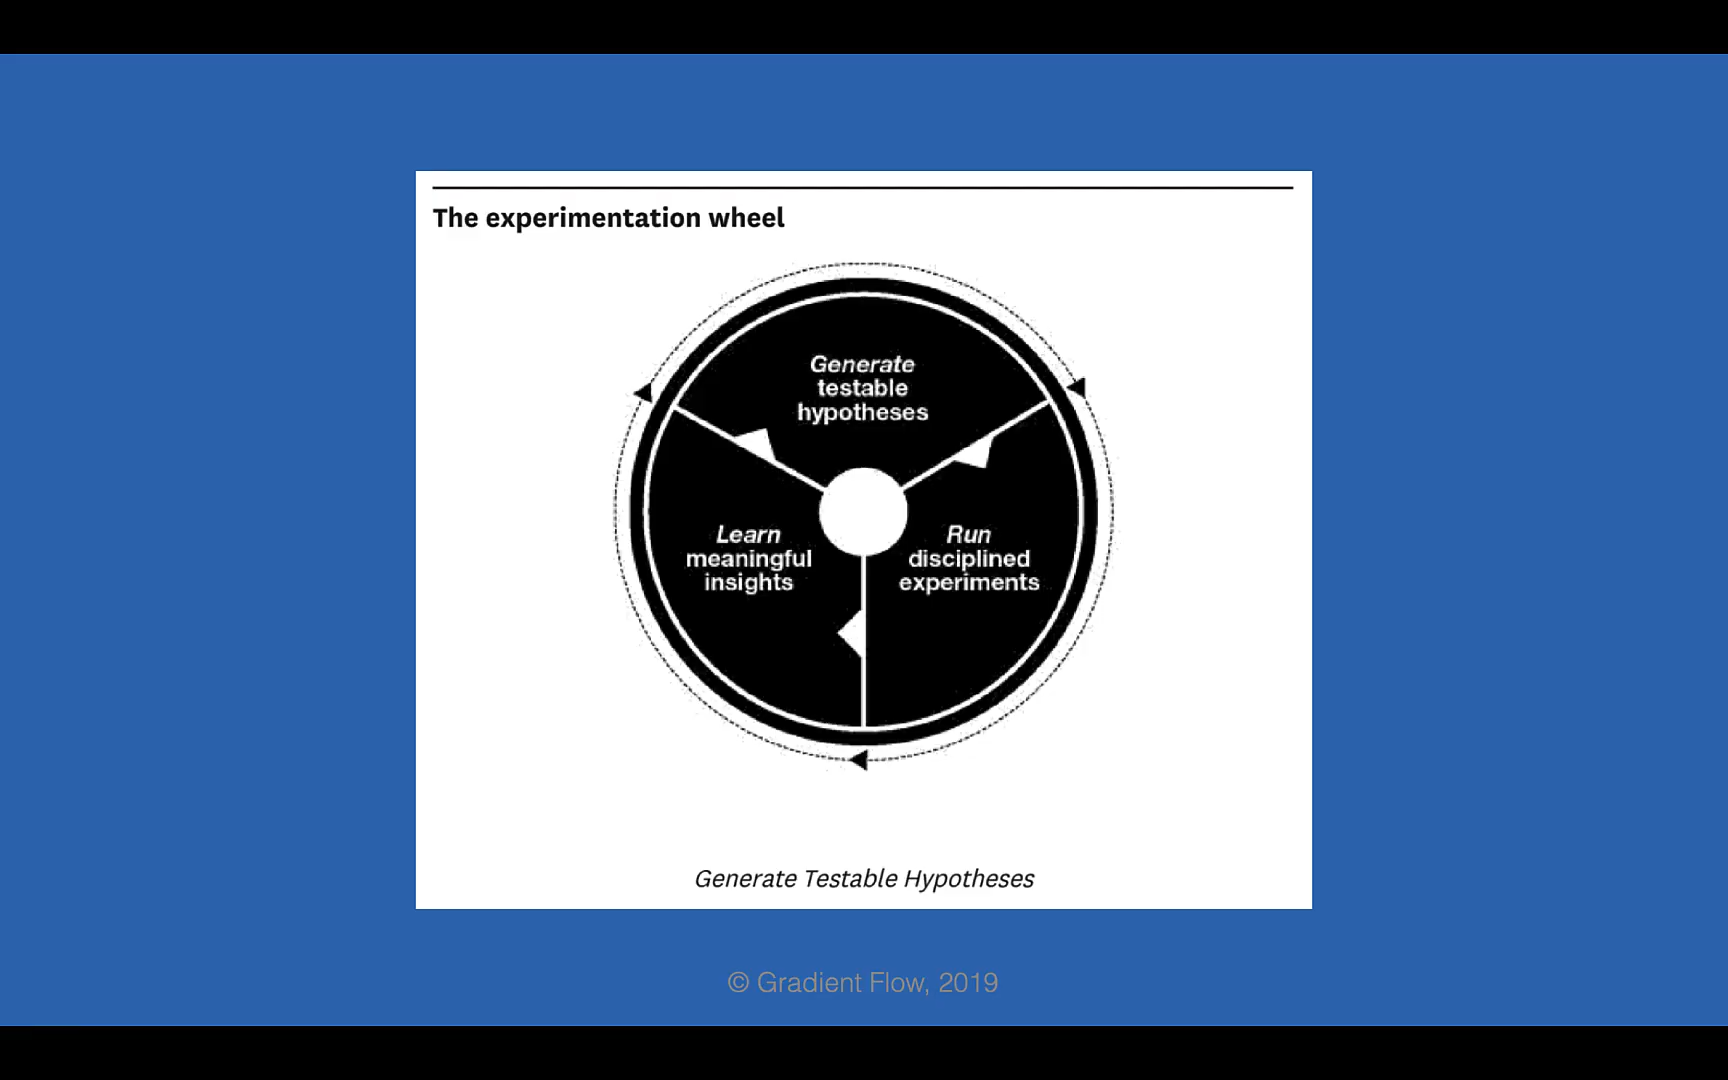 The experimentation wheel
Generate
testable
hypotheses
Learn
meaningful
insights
Run
disciplined
experiments
Generate Testable Hypotheses
© Gradient Flow, 2019